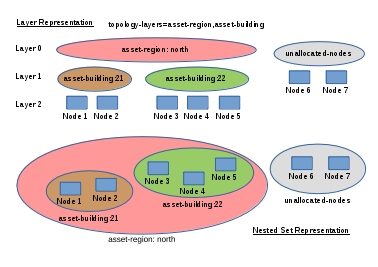 Layer Representation
topology-layers=asset-region,asset-building
Layer 0
asset-region: north
unallocated-nodes
Layer 1
asset-building:21
asset-building:22
Node 6
Node 7
Layer 2
Node 1
Node 2
Node 3
Node 4
Node 5
Node 3
Node 5
Node 4
Node 6
Node 7
Node 2
Node 1
unallocated-nodes
asset-building:22
asset-building:21
Nested Set Representation
asset-region: north